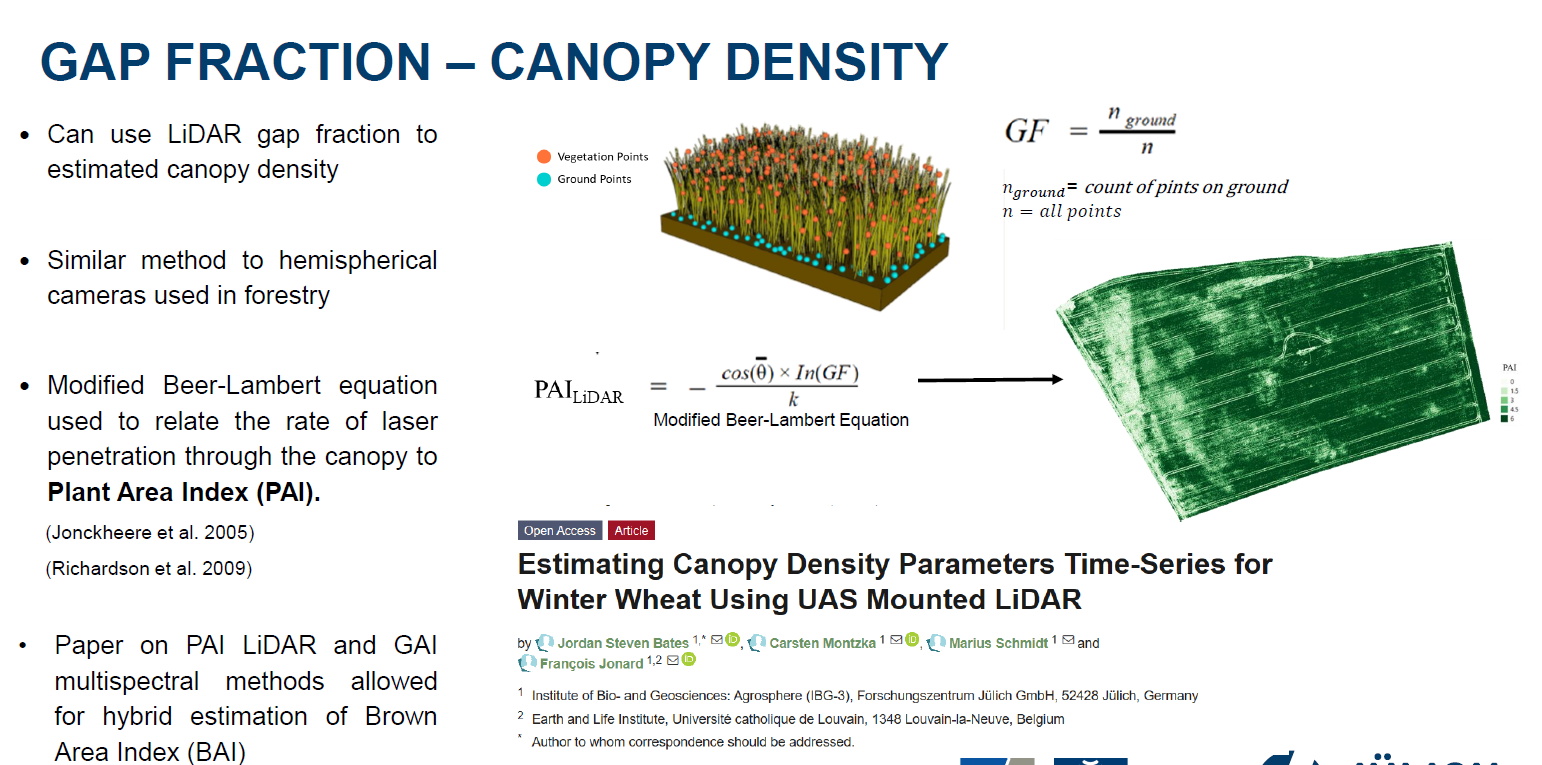 GAP FRACTION – CANOPY DENSITY
• Can use LiDAR gap fraction to
estimated canopy density
• Similar method to hemispherical
cameras used in forestry
• Modified Beer-Lambert equation
used to relate the rate of laser
penetration through the canopy to
Plant Area Index (PAI).
(Jonckheere et al. 2005)
(Richardson et al. 2009)
• Paper on PAI LiDAR and GAI
multispectral methods allowed
for hybrid estimation of Brown
Area Index (BAI)
Vegetation Points
Ground Points
GF = n ground / n
n ground = count of pints on ground
n = all points
PAI LiDAR = – cos(θ̄) × In(GF) / k
Modified Beer-Lambert Equation
PAI
0
1.5
3
4.5
6
Open Access Article
Estimating Canopy Density Parameters Time-Series for
Winter Wheat Using UAS Mounted LiDAR
by Jordan Steven Bates 1,* iD, Carsten Montzka 1 iD, Marius Schmidt 1 and
François Jonard 1,2 iD
1 Institute of Bio- and Geosciences: Agrosphere (IBG-3), Forschungszentrum Jülich GmbH, 52428 Jülich, Germany
2 Earth and Life Institute, Université catholique de Louvain, 1348 Louvain-la-Neuve, Belgium
* Author to whom correspondence should be addressed.